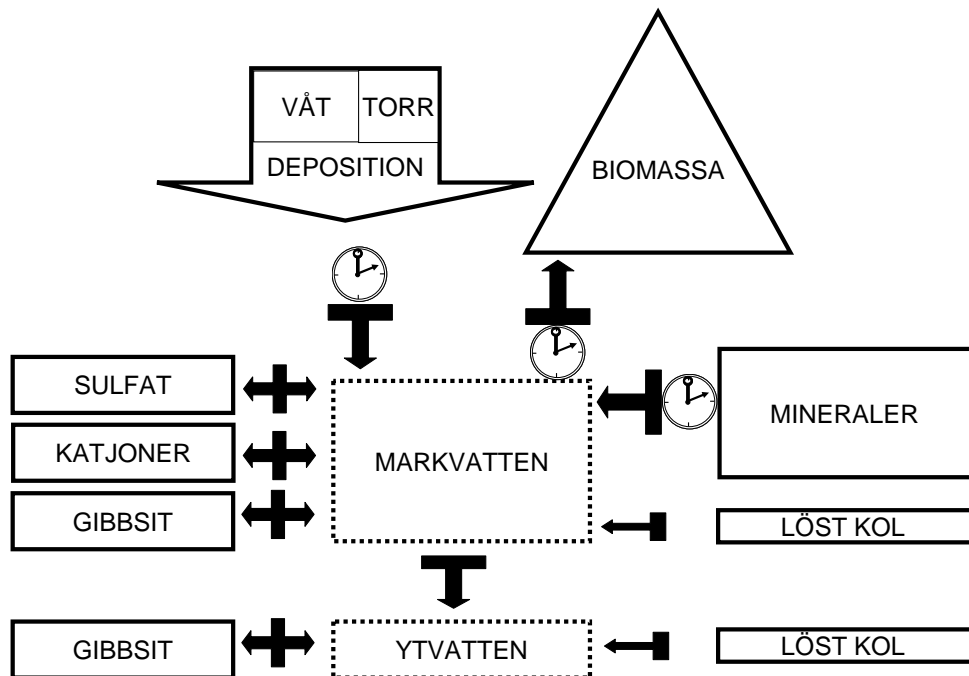 VÅT TORR
DEPOSITION
BIOMASSA
SULFAT
KATJONER
GIBBSIT
MARKVATTEN
MINERALER
LÖST KOL
GIBBSIT
YTVATTEN
LÖST KOL